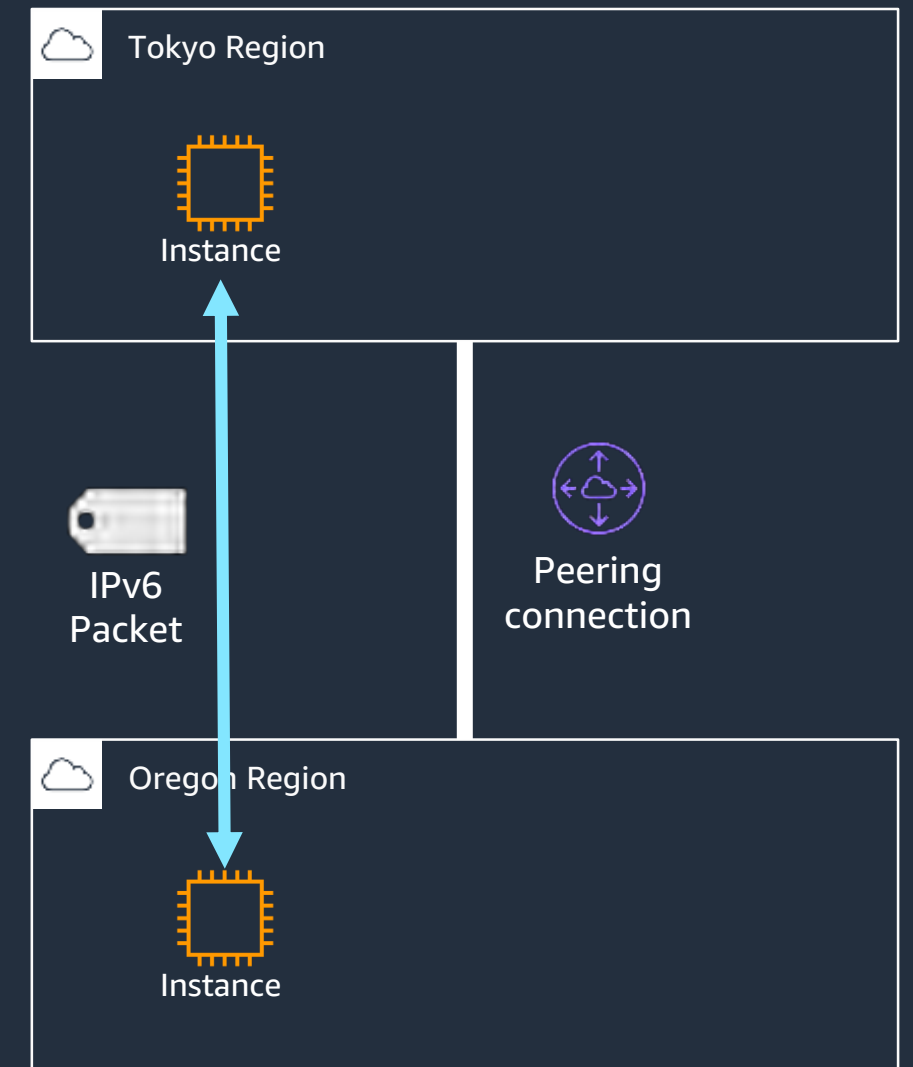 Tokyo Region
Instance
IPv6
Packet
Peering
connection
Oregon Region
Instance